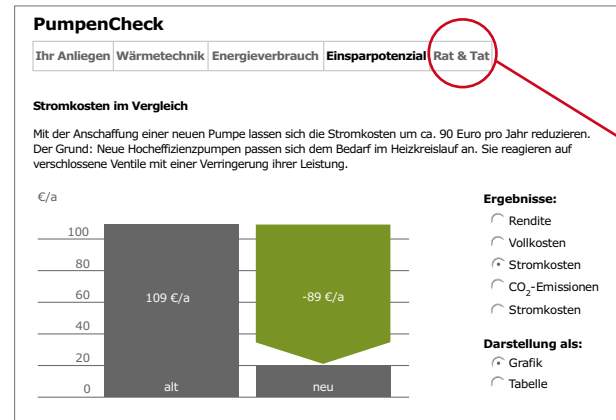 PumpenCheck
Ihr Anliegen Wärmetechnik Energieverbrauch Einsparpotenzial Rat & Tat
Stromkosten im Vergleich
Mit der Anschaffung einer neuen Pumpe lassen sich die Stromkosten um ca. 90 Euro pro Jahr reduzieren.
Der Grund: Neue Hocheffizienzpumpen passen sich dem Bedarf im Heizkreislauf an. Sie reagieren auf
verschlossene Ventile mit einer Verringerung ihrer Leistung.
€/a
100
80
60
40
20
0
109 €/a
-89 €/a
alt
neu
Ergebnisse:
Rendite
Vollkosten
Stromkosten
CO2-Emissionen
Stromkosten
Darstellung als:
Grafik
Tabelle